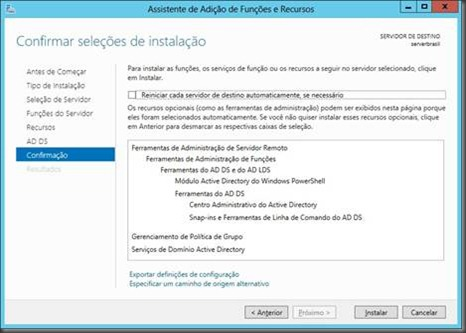 Assistente de Adição de Funções e Recursos
Confirmar seleções de instalação
SERVIDOR DE DESTINO
serverbrasil
Antes de Começar
Tipo de Instalação
Seleção de Servidor
Funções do Servidor
Recursos
AD DS
Confirmação
Resultados
Para instalar as funções, os serviços de função ou os recursos a seguir no servidor selecionado, clique
em Instalar.
Reiniciar cada servidor de destino automaticamente, se necessário
Os recursos opcionais (como as ferramentas de administração) podem ser exibidos nesta página porque
eles foram selecionados automaticamente. Se você não quiser instalar esses recursos opcionais, clique
em Anterior para desmarcar as respectivas caixas de seleção.
Ferramentas de Administração de Servidor Remoto
Ferramentas de Administração de Funções
Ferramentas do AD DS e do AD LDS
Módulo Active Directory do Windows PowerShell
Ferramentas do AD DS
Centro Administrativo do Active Directory
Snap-ins e Ferramentas de Linha de Comando do AD DS
Gerenciamento de Política de Grupo
Serviços de Domínio Active Directory
Exportar definições de configuração
Especificar um caminho de origem alternativo
< Anterior
Próximo >
Instalar
Cancelar